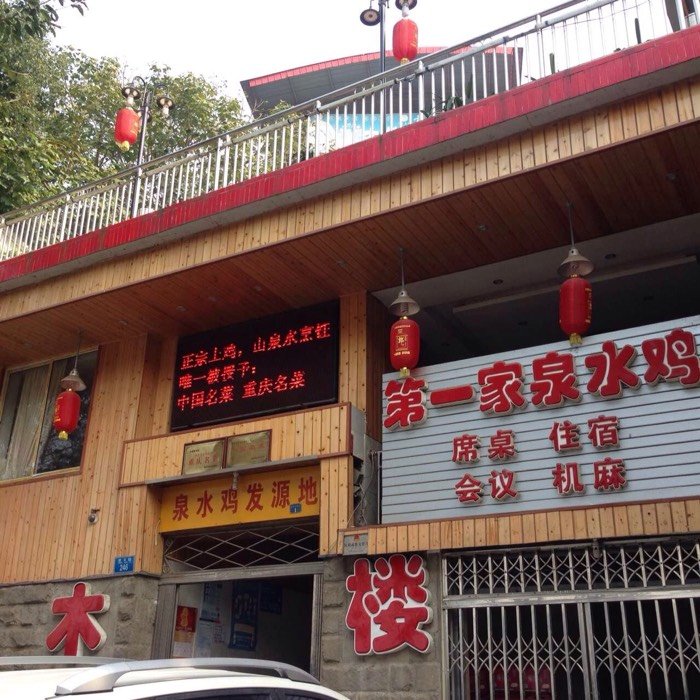 正宗土鸡，山泉水烹饪
唯一被授予：
中国名菜 重庆名菜
第一家泉水鸡
席桌 住宿
会议 机麻
泉水鸡发源地
木
楼
240